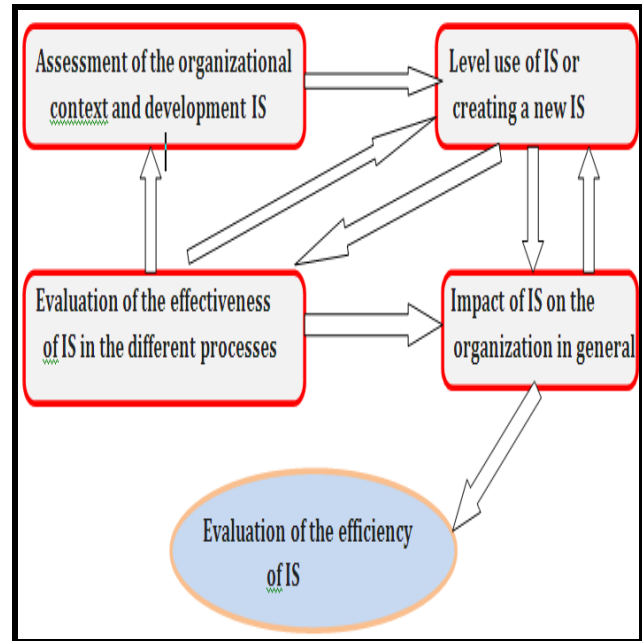 Assessment of the organizational
context and development IS
Level use of IS or
creating a new IS
Evaluation of the effectiveness
of IS in the different processes
Impact of IS on the
organization in general
Evaluation of the efficiency
of IS